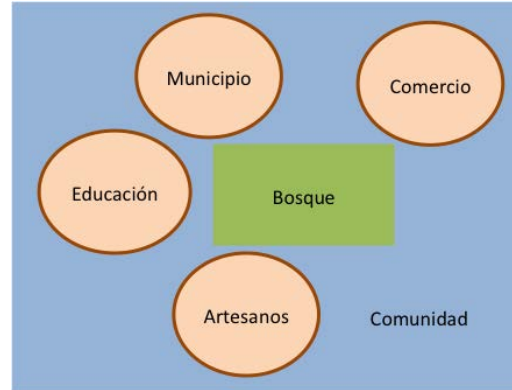 Municipio
Comercio
Educación
Bosque
Artesanos
Comunidad